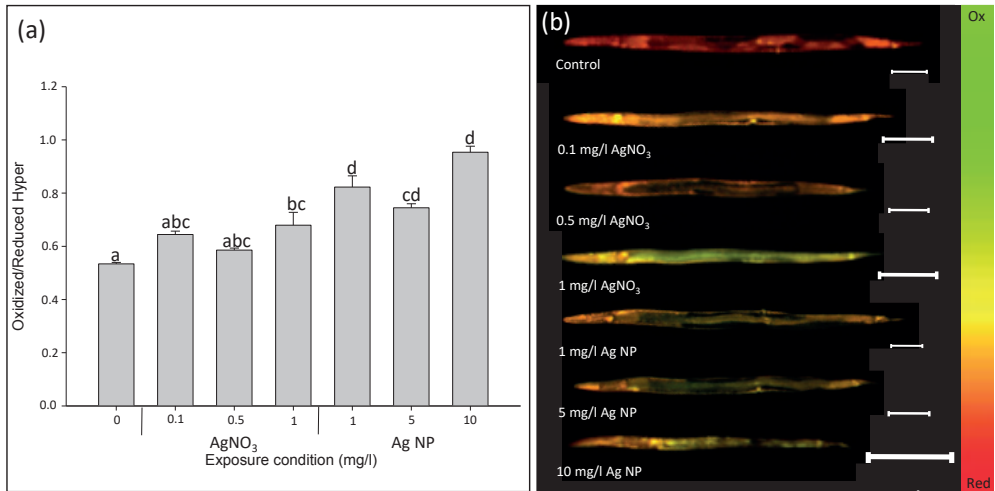 (a)
Oxidized/Reduced Hyper
1.2
1.0
0.8
0.6
0.4
0.2
0.0
a
abc
abc
bc
d
cd
d
0 0.1 0.5 1 1 5 10
AgNO₃ Ag NP
Exposure condition (mg/l)
(b)
Control
0.1 mg/l AgNO₃
0.5 mg/l AgNO₃
1 mg/l AgNO₃
1 mg/l Ag NP
5 mg/l Ag NP
10 mg/l Ag NP
Ox
Red